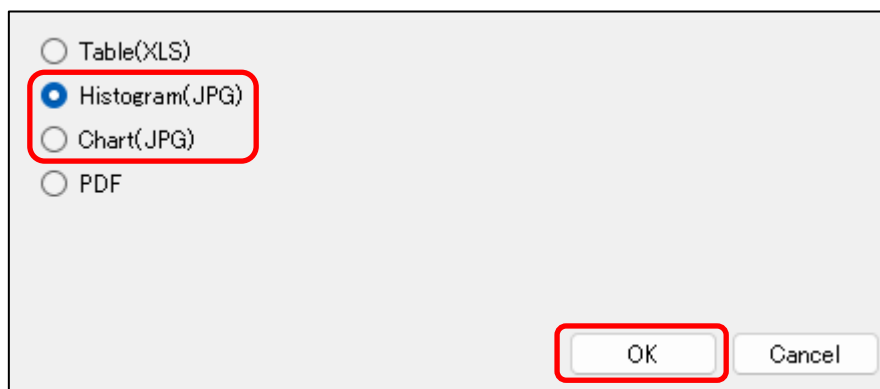 Table(XLS)
Histogram(JPG)
Chart(JPG)
PDF
OK Cancel